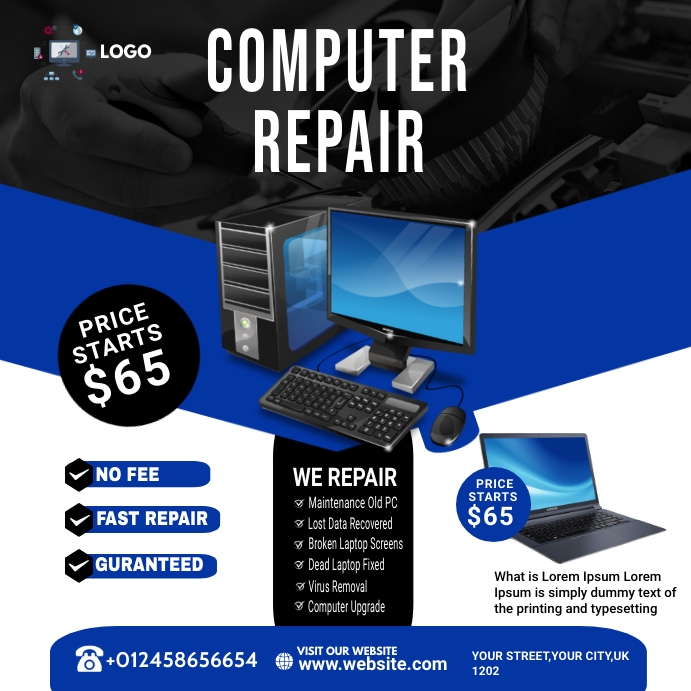 LOGO
COMPUTER
REPAIR
PRICE
STARTS
$65
NO FEE
FAST REPAIR
GURANTEED
WE REPAIR
Maintenance Old PC
Lost Data Recovered
Broken Laptop Screens
Dead Laptop Fixed
Virus Removal
Computer Upgrade
PRICE
STARTS
$65
What is Lorem Ipsum Lorem
Ipsum is simply dummy text of
the printing and typesetting
+012458656654
VISIT OUR WEBSITE
www.website.com
YOUR STREET,YOUR CITY,UK
1202